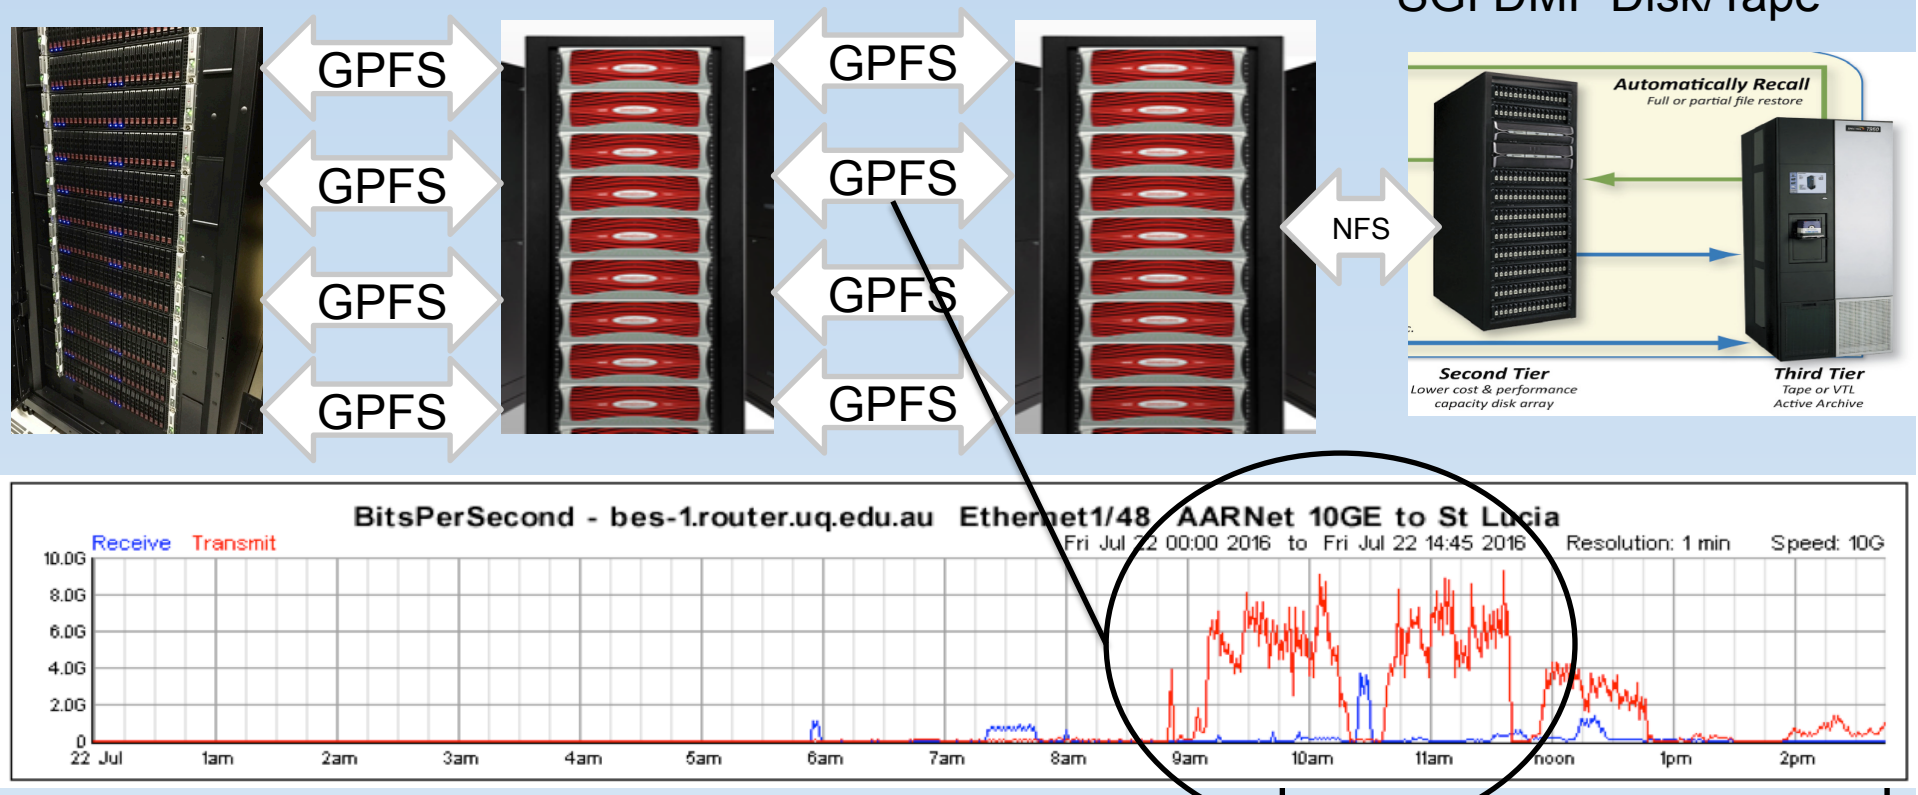 SGI DMF Disk/Tape
GPFS
GPFS
GPFS
GPFS
GPFS
GPFS
GPFS
GPFS
NFS
Automatically Recall
Full or partial file restore
c.
Second Tier
Lower cost & performance
capacity disk array
Third Tier
Tape or VTL
Active Archive
BitsPerSecond - bes-1.router.uq.edu.au Ethernet1/48 AARNet 10GE to St Lucia
Receive Transmit Fri Jul 22 00:00 2016 to Fri Jul 22 14:45 2016 Resolution: 1 min Speed: 10G
10.0G
8.0G
6.0G
4.0G
2.0G
0
22 Jul 1am 2am 3am 4am 5am 6am 7am 8am 9am 10am 11am noon 1pm 2pm